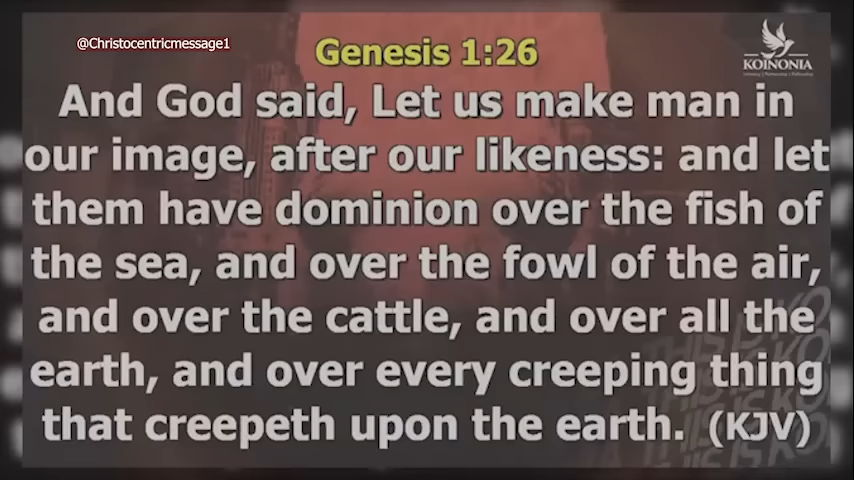 @Christocentricmessage1
Genesis 1:26
KOINONIA
And God said, Let us make man in
our image, after our likeness: and let
them have dominion over the fish of
the sea, and over the fowl of the air,
and over the cattle, and over all the
earth, and over every creeping thing
that creepeth upon the earth. (KJV)